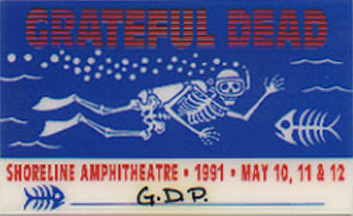 GRATEFUL DEAD
SHORELINE AMPHITHEATRE • 1991 • MAY 10, 11 & 12
G.D.P.